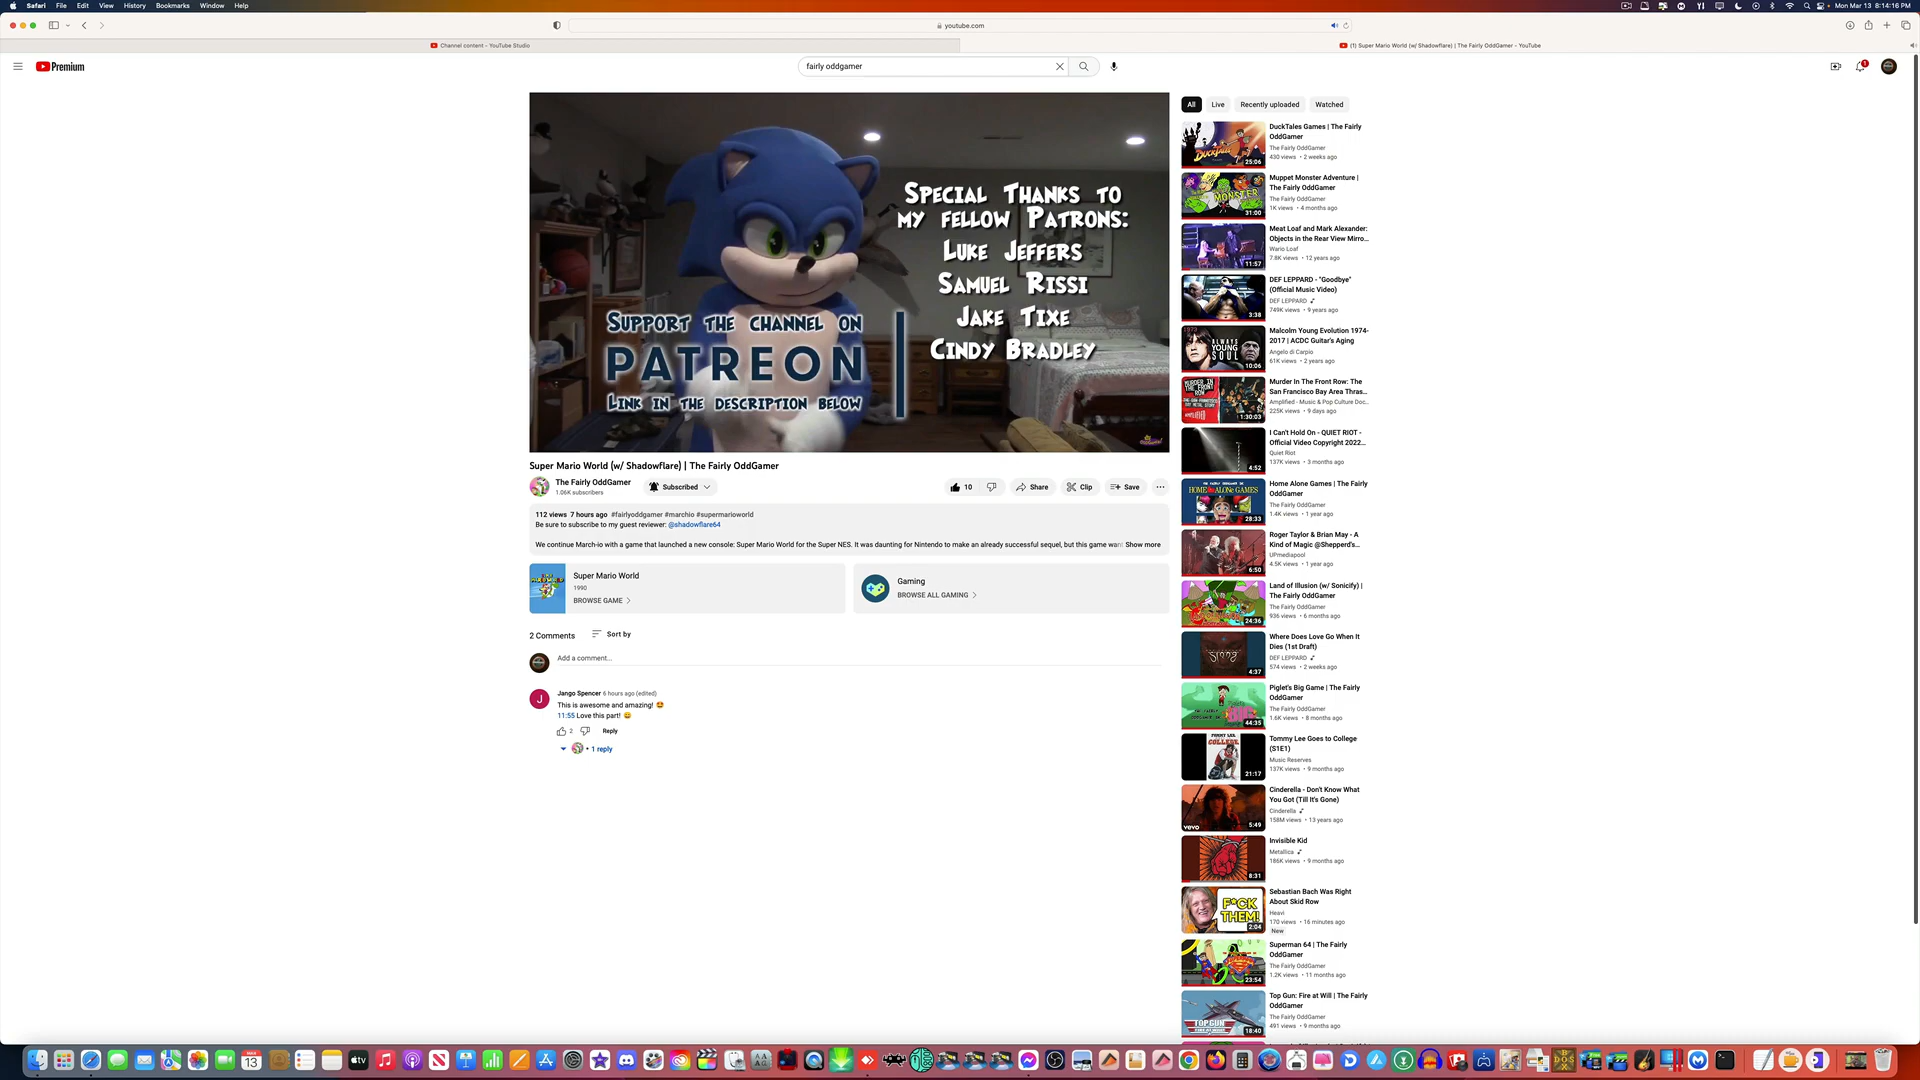 Safari File Edit View History Bookmarks Window Help
Mon Mar 13 8:14:16 PM
youtube.com
Channel content - YouTube Studio
(1) Super Mario World (w/ Shadowflare) | The Fairly OddGamer - YouTube
Premium
fairly oddgamer
1
Special Thanks to
my fellow Patrons:
Luke Jeffers
Samuel Rissi
Jake Tixe
Cindy Bradley
Support the channel on
PATREON
Link in the description below
Super Mario World (w/ Shadowflare) | The Fairly OddGamer
The Fairly OddGamer
1.06K subscribers
Subscribed
10
Share
Clip
Save
112 views 7 hours ago #fairlyoddgamer #marchio #supermarioworld
Be sure to subscribe to my guest reviewer: @shadowflare64
We continue March-io with a game that launched a new console: Super Mario World for the Super NES. It was daunting for Nintendo to make an already successful sequel, but this game want Show more
Super Mario World
1990
BROWSE GAME
Gaming
BROWSE ALL GAMING
2 Comments
Sort by
Add a comment...
J
Jango Spencer 6 hours ago (edited)
This is awesome and amazing!
11:55 Love this part!
2
Reply
• 1 reply
All
Live
Recently uploaded
Watched
25:06
DuckTales Games | The Fairly
OddGamer
The Fairly OddGamer
430 views • 2 weeks ago
31:00
Muppet Monster Adventure |
The Fairly OddGamer
The Fairly OddGamer
1K views • 4 months ago
11:57
Meat Loaf and Mark Alexander:
Objects in the Rear View Mirro...
Wario Loaf
7.8K views • 12 years ago
3:38
DEF LEPPARD - "Goodbye"
(Official Music Video)
DEF LEPPARD
749K views • 9 years ago
ALWAYS
YOUNG
SOUL
10:06
Malcolm Young Evolution 1974-
2017 | ACDC Guitar's Aging
Angelo di Carpio
61K views • 2 years ago
1:30:03
Murder In The Front Row: The
San Francisco Bay Area Thras...
Amplified - Music & Pop Culture Doc...
225K views • 9 days ago
4:52
I Can't Hold On - QUIET RIOT -
Official Video Copyright 2022...
Quiet Riot
137K views • 3 months ago
HOME ALONE GAMES
28:33
Home Alone Games | The Fairly
OddGamer
The Fairly OddGamer
1.4K views • 1 year ago
6:50
Roger Taylor & Brian May - A
Kind of Magic @Shepperd's...
UPmediapool
4.5K views • 1 year ago
24:36
Land of Illusion (w/ Sonicify) |
The Fairly OddGamer
The Fairly OddGamer
936 views • 6 months ago
4:37
Where Does Love Go When It
Dies (1st Draft)
DEF LEPPARD
574 views • 2 weeks ago
44:35
Piglet's Big Game | The Fairly
OddGamer
The Fairly OddGamer
1.6K views • 8 months ago
21:17
Tommy Lee Goes to College
(S1E1)
Music Reserves
137K views • 9 months ago
vevo
5:49
Cinderella - Don't Know What
You Got (Till It's Gone)
Cinderella
158M views • 13 years ago
8:31
Invisible Kid
Metallica
186K views • 9 months ago
F*CK
THEM!
2:04
Sebastian Bach Was Right
About Skid Row
Heavi
170 views • 16 minutes ago
New
23:54
Superman 64 | The Fairly
OddGamer
The Fairly OddGamer
1.2K views • 11 months ago
TOP GUN
18:40
Top Gun: Fire at Will | The Fairly
OddGamer
The Fairly OddGamer
491 views • 9 months ago
13
tv